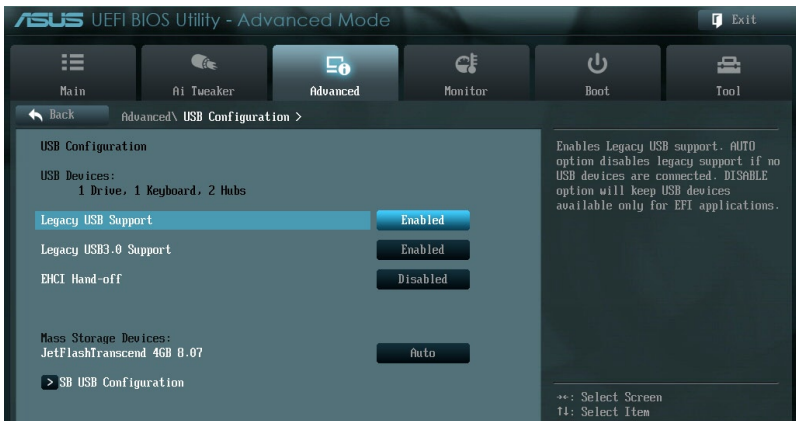 ASUS UEFI BIOS Utility - Advanced Mode
Exit
Main
Ai Tweaker
Advanced
Monitor
Boot
Tool
Back
Advanced\ USB Configuration >
USB Configuration
USB Devices:
1 Drive, 1 Keyboard, 2 Hubs
Legacy USB Support
Enabled
Legacy USB3.0 Support
Enabled
EHCI Hand-off
Disabled
Mass Storage Devices:
JetFlashTranscend 4GB 8.07
Auto
> SB USB Configuration
Enables Legacy USB support. AUTO
option disables legacy support if no
USB devices are connected. DISABLE
option will keep USB devices
available only for EFI applications.
→←: Select Screen
↑↓: Select Item